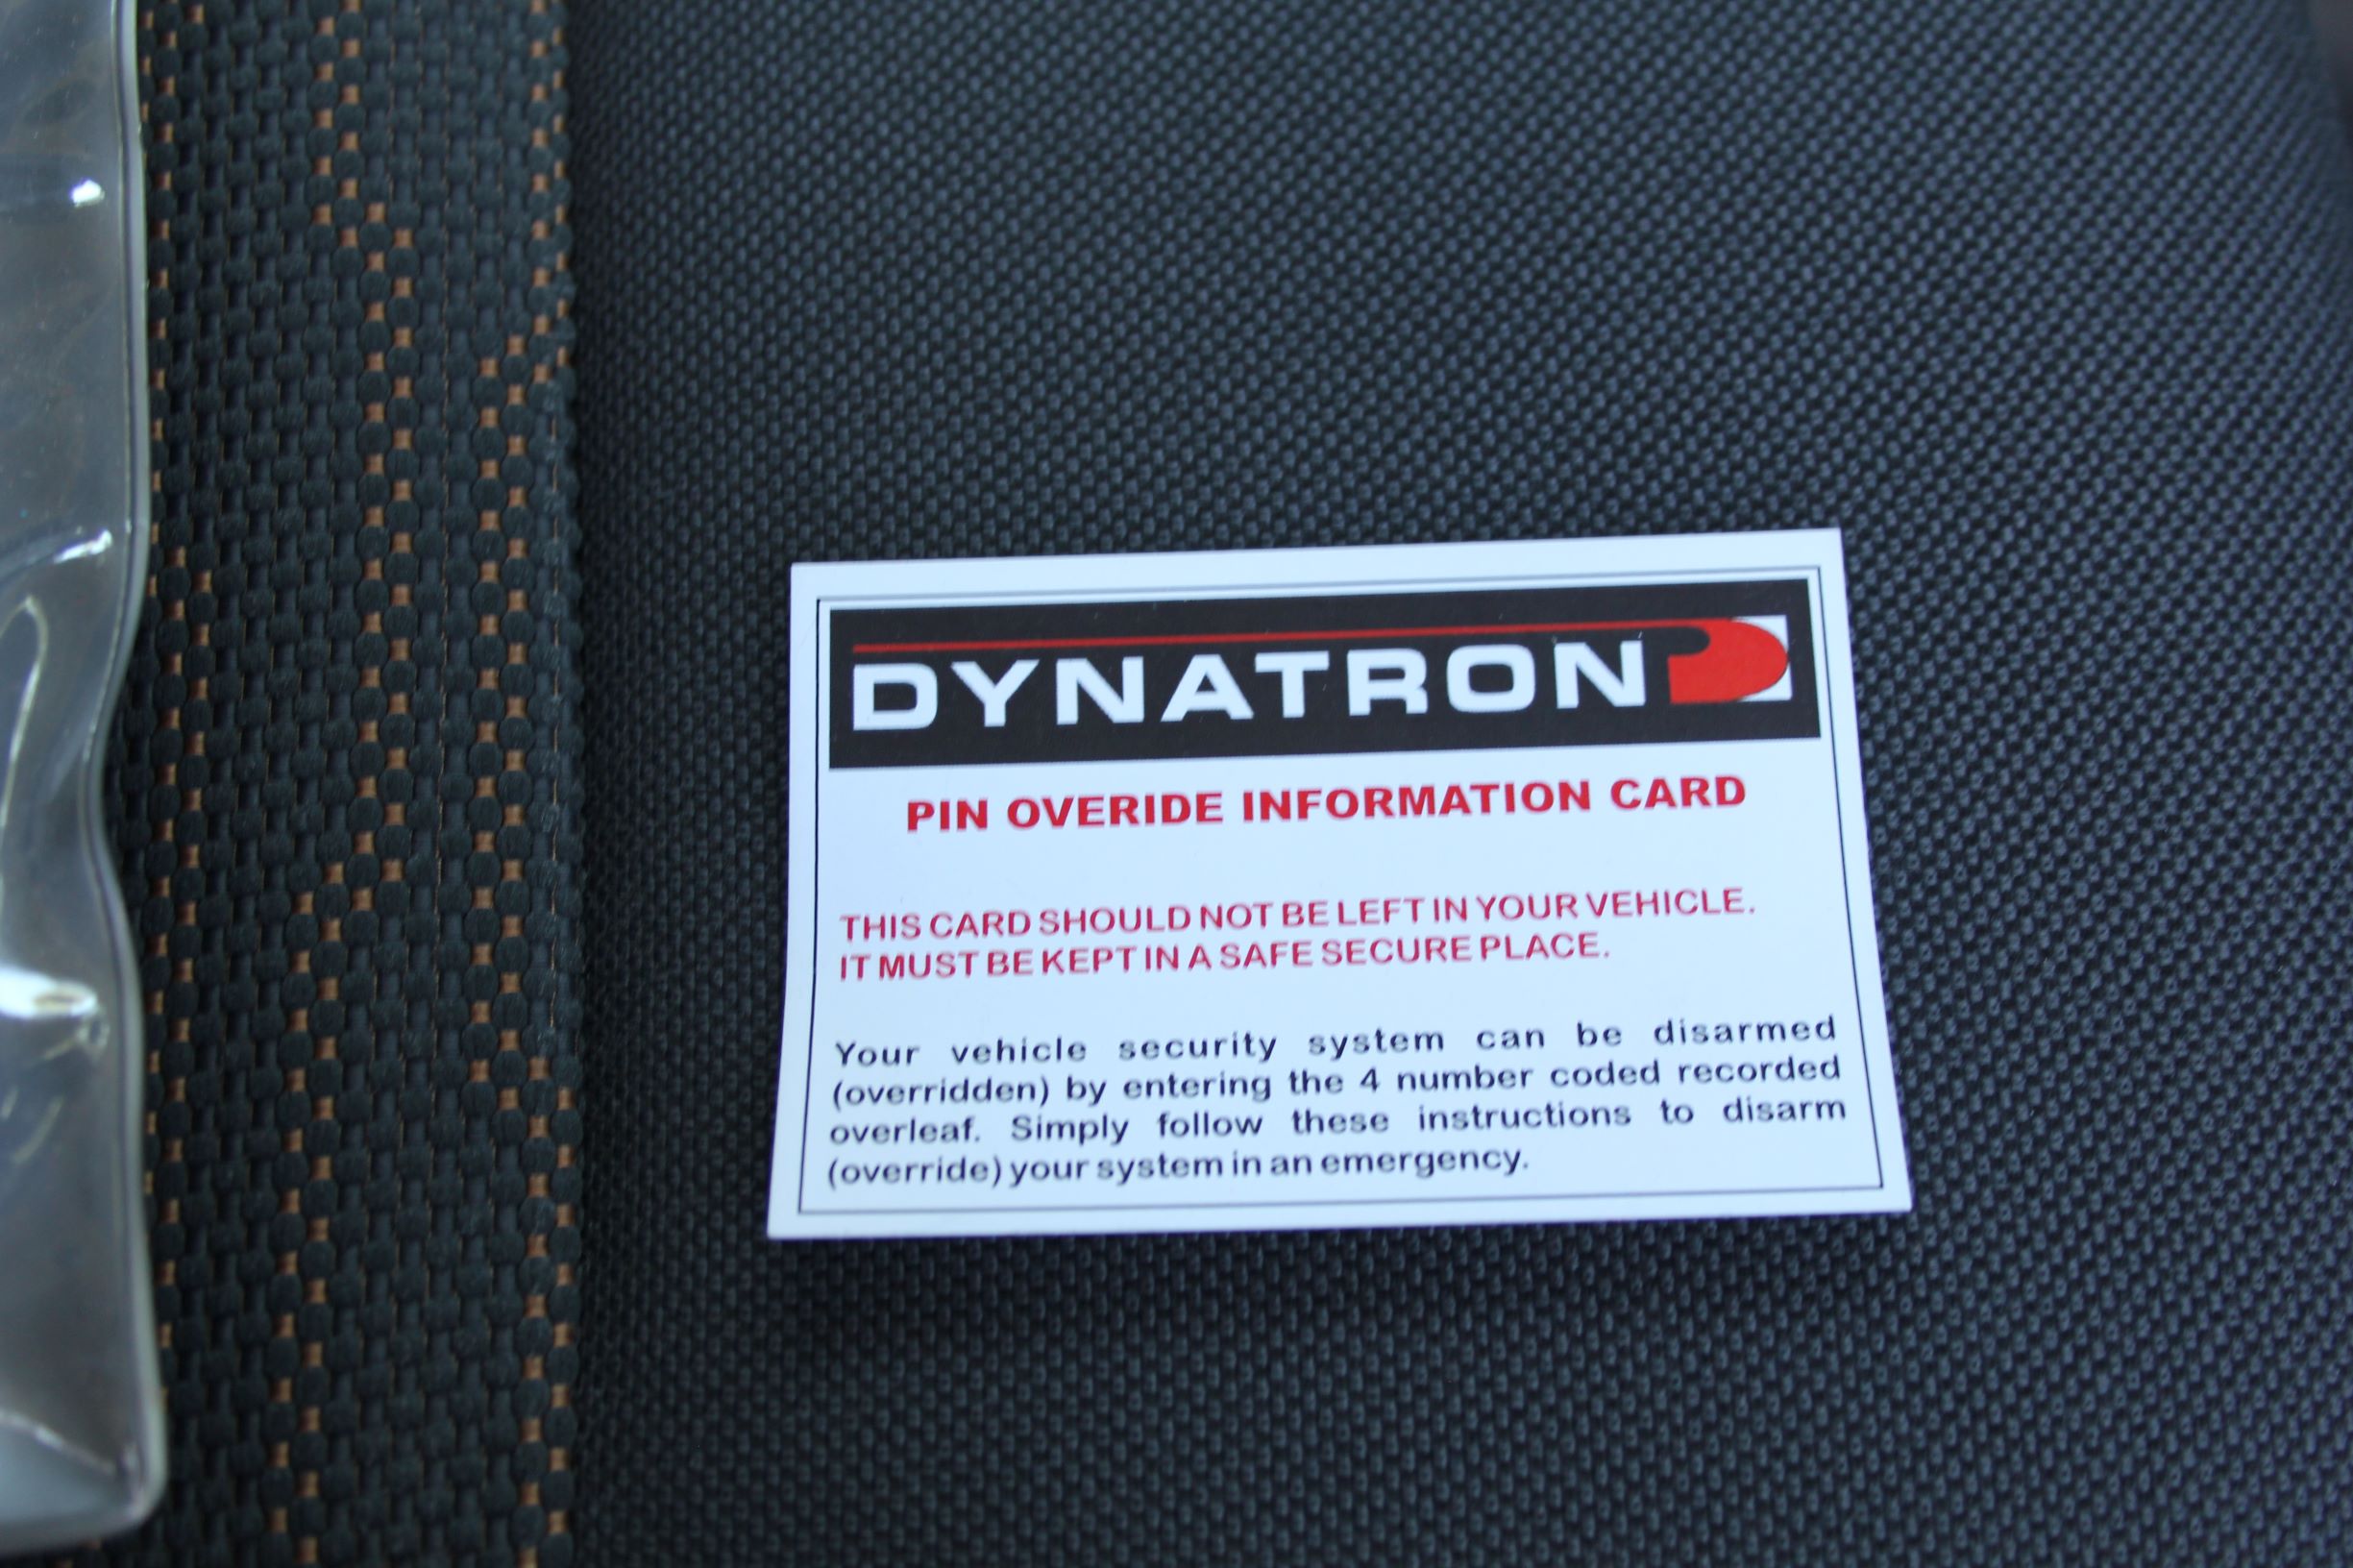 DYNATRON
PIN OVERIDE INFORMATION CARD
THIS CARD SHOULD NOT BE LEFT IN YOUR VEHICLE.
IT MUST BE KEPT IN A SAFE SECURE PLACE.
Your vehicle security system can be disarmed
(overridden) by entering the 4 number coded recorded
overleaf. Simply follow these instructions to disarm
(override) your system in an emergency.